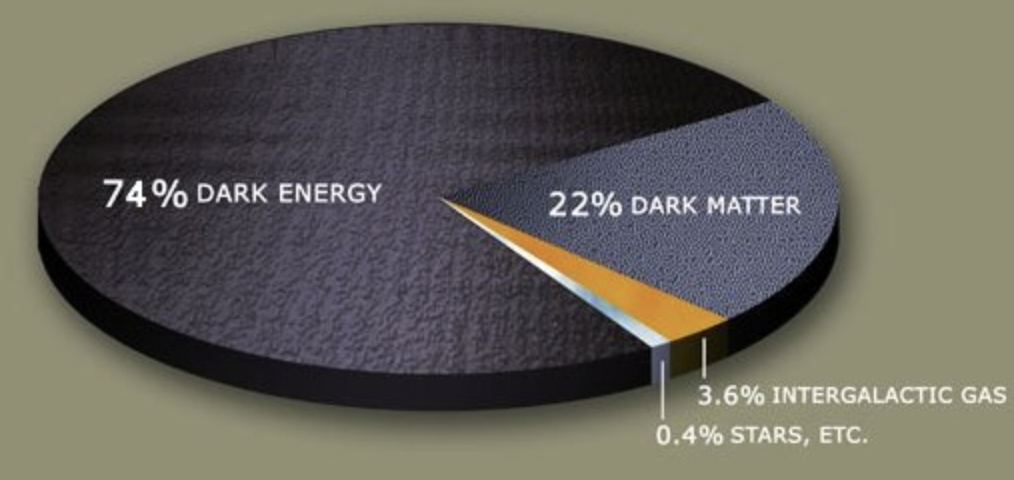 74% DARK ENERGY
22% DARK MATTER
3.6% INTERGALACTIC GAS
0.4% STARS, ETC.